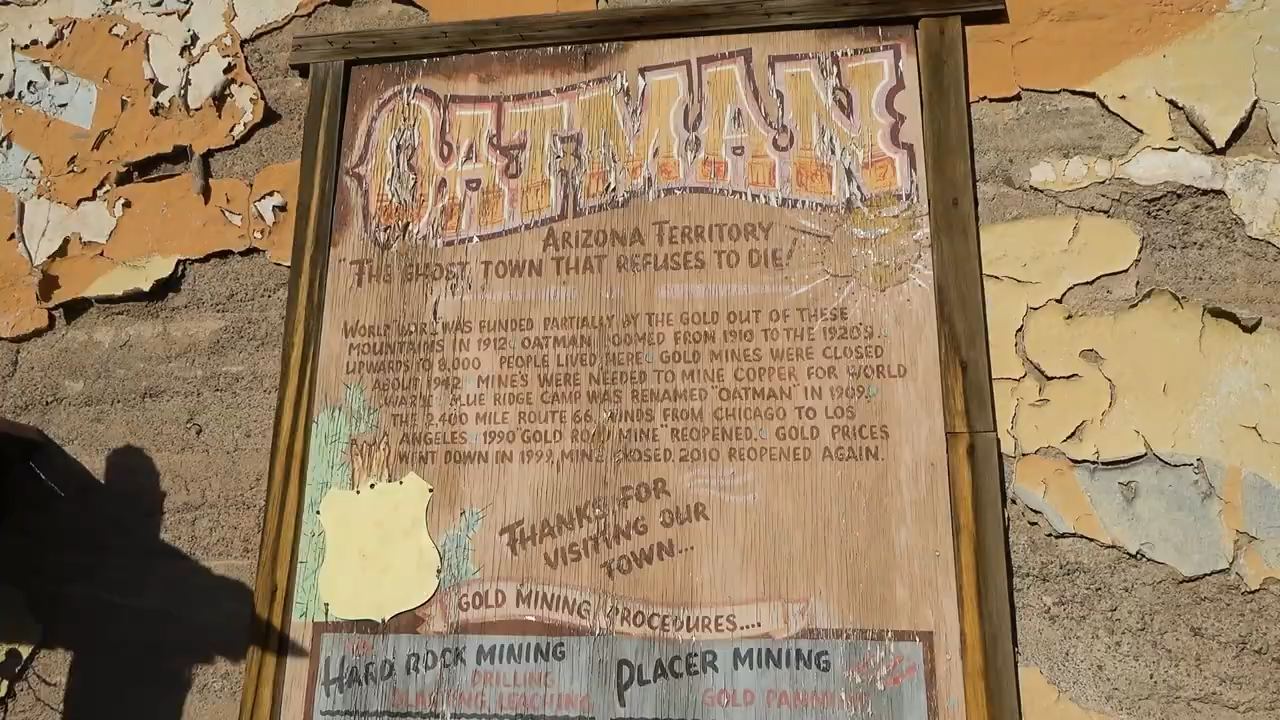 OATMAN
ARIZONA TERRITORY
"THE GHOST TOWN THAT REFUSES TO DIE!
WORLD WAR I WAS FUNDED PARTIALLY BY THE GOLD OUT OF THESE
MOUNTAINS IN 1912. OATMAN BOOMED FROM 1910 TO THE 1920'S.
UPWARDS TO 8,000 PEOPLE LIVED HERE. GOLD MINES WERE CLOSED
ABOUT 1942. MINES WERE NEEDED TO MINE COPPER FOR WORLD
WAR II. BLUE RIDGE CAMP WAS RENAMED "OATMAN" IN 1909.
THE 2,400 MILE ROUTE 66 WINDS FROM CHICAGO TO LOS
ANGELES. 1990 "GOLD ROAD MINE" REOPENED. GOLD PRICES
WENT DOWN IN 1999, MINE CLOSED. 2010 REOPENED AGAIN.
THANKS FOR
VISITING OUR
TOWN...
GOLD MINING PROCEDURES....
HARD ROCK MINING
DRILLING
BLASTING, LEACHING
PLACER MINING
GOLD PANNING